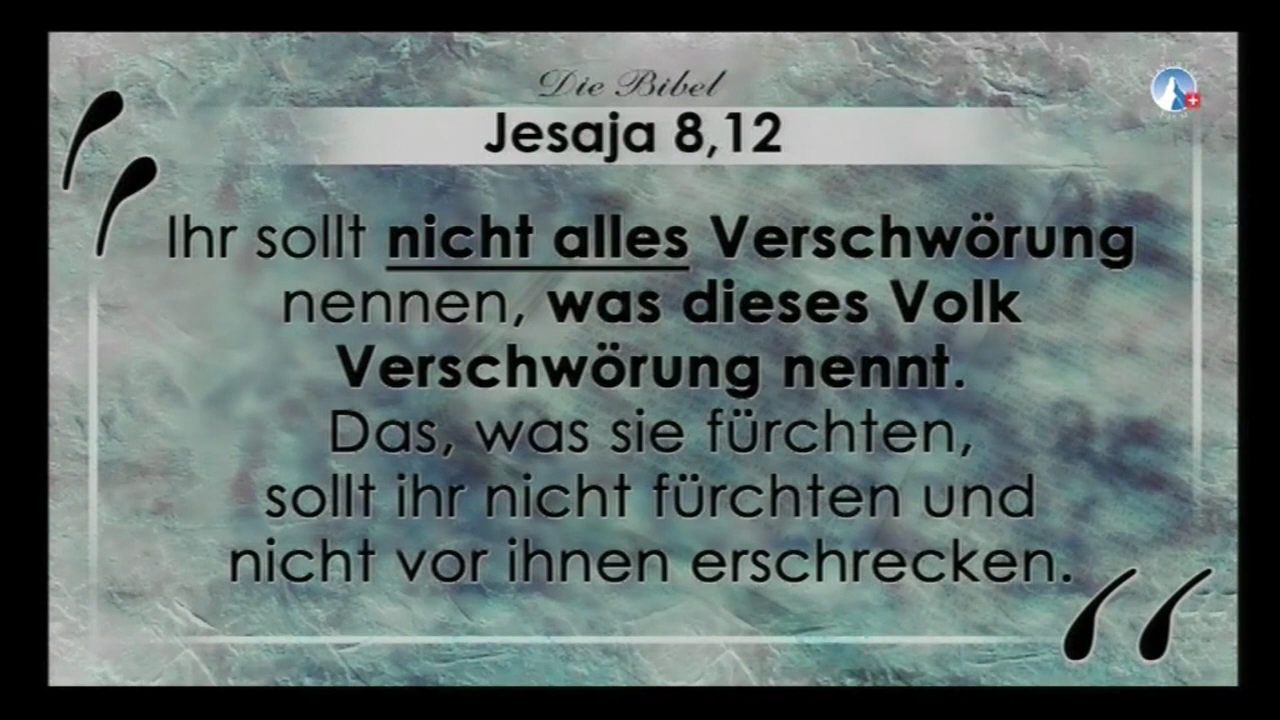 Die Bibel
Jesaja 8,12
Ihr sollt nicht alles Verschwörung
nennen, was dieses Volk
Verschwörung nennt.
Das, was sie fürchten,
sollt ihr nicht fürchten und
nicht vor ihnen erschrecken.